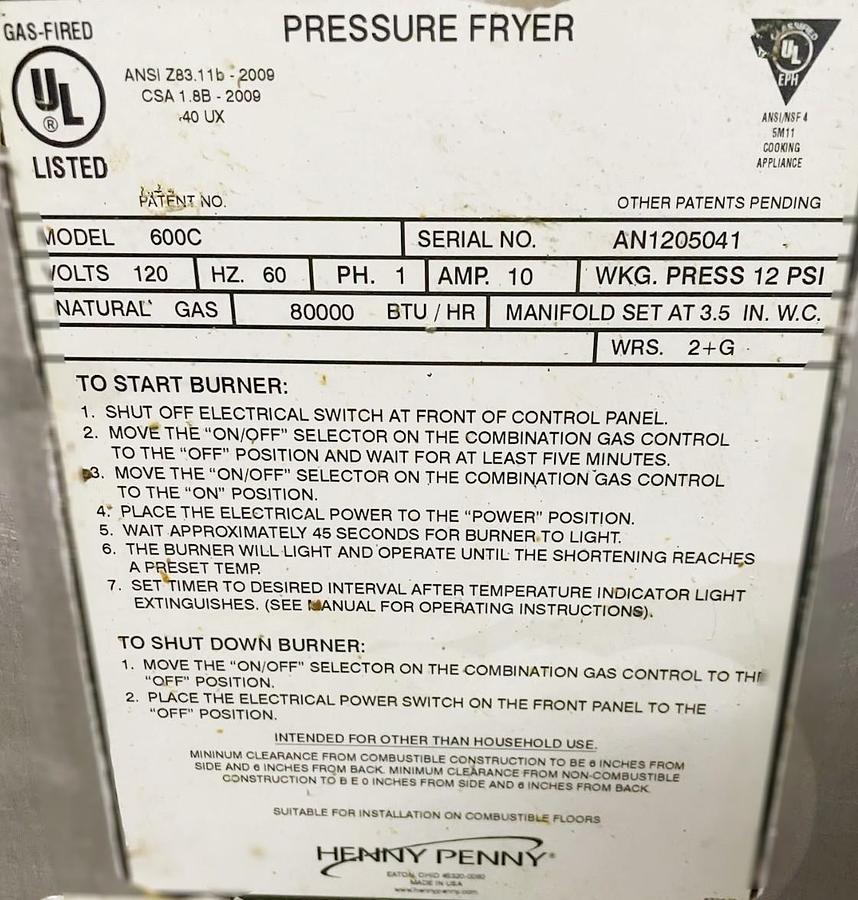 GAS-FIRED
PRESSURE FRYER
UL
®
LISTED
ANSI Z83.11b - 2009
CSA 1.8B - 2009
40 UX
CLASSIFIED
UL
EPH
ANSI/NSF 4
5M11
COOKING
APPLIANCE
PATENT NO.
OTHER PATENTS PENDING
MODEL 600C SERIAL NO. AN1205041
VOLTS 120 HZ. 60 PH. 1 AMP. 10 WKG. PRESS 12 PSI
NATURAL GAS 80000 BTU / HR MANIFOLD SET AT 3.5 IN. W.C.
WRS. 2+G
TO START BURNER:
1. SHUT OFF ELECTRICAL SWITCH AT FRONT OF CONTROL PANEL.
2. MOVE THE “ON/OFF” SELECTOR ON THE COMBINATION GAS CONTROL
TO THE “OFF” POSITION AND WAIT FOR AT LEAST FIVE MINUTES.
3. MOVE THE “ON/OFF” SELECTOR ON THE COMBINATION GAS CONTROL
TO THE “ON” POSITION.
4. PLACE THE ELECTRICAL POWER TO THE “POWER” POSITION.
5. WAIT APPROXIMATELY 45 SECONDS FOR BURNER TO LIGHT.
6. THE BURNER WILL LIGHT AND OPERATE UNTIL THE SHORTENING REACHES
A PRESET TEMP.
7. SET TIMER TO DESIRED INTERVAL AFTER TEMPERATURE INDICATOR LIGHT
EXTINGUISHES. (SEE MANUAL FOR OPERATING INSTRUCTIONS).
TO SHUT DOWN BURNER:
1. MOVE THE “ON/OFF” SELECTOR ON THE COMBINATION GAS CONTROL TO THE
“OFF” POSITION.
2. PLACE THE ELECTRICAL POWER SWITCH ON THE FRONT PANEL TO THE
“OFF” POSITION.
INTENDED FOR OTHER THAN HOUSEHOLD USE.
MININUM CLEARANCE FROM COMBUSTIBLE CONSTRUCTION TO BE 6 INCHES FROM
SIDE AND 6 INCHES FROM BACK. MINIMUM CLEARANCE FROM NON-COMBUSTIBLE
CONSTRUCTION TO B E 0 INCHES FROM SIDE AND 6 INCHES FROM BACK.
SUITABLE FOR INSTALLATION ON COMBUSTIBLE FLOORS
HENNY PENNY®
EATON, OHIO 45320-0060
MADE IN USA
www.hennypenny.com